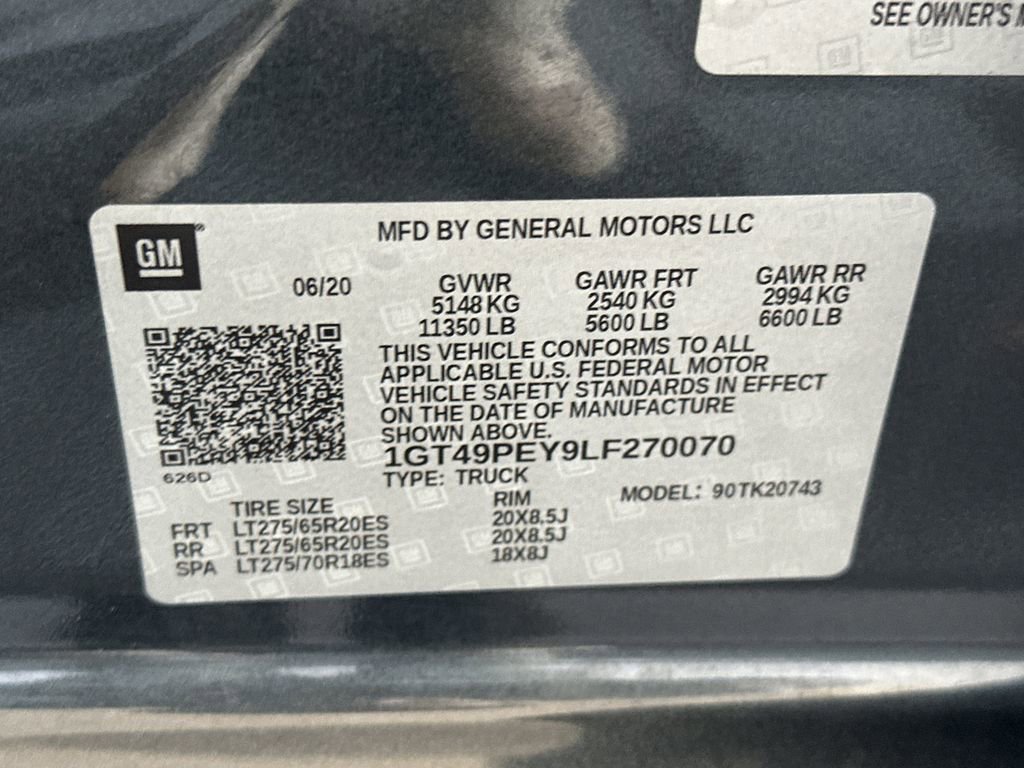 SEE OWNER'S
GM
MFD BY GENERAL MOTORS LLC
06/20
GVWR GAWR FRT GAWR RR
5148 KG 2540 KG 2994 KG
11350 LB 5600 LB 6600 LB
THIS VEHICLE CONFORMS TO ALL
APPLICABLE U.S. FEDERAL MOTOR
VEHICLE SAFETY STANDARDS IN EFFECT
ON THE DATE OF MANUFACTURE
SHOWN ABOVE.
1GT49PEY9LF270070
626D
TYPE: TRUCK MODEL: 90TK20743
TIRE SIZE RIM
FRT LT275/65R20ES 20X8.5J
RR LT275/65R20ES 20X8.5J
SPA LT275/70R18ES 18X8J